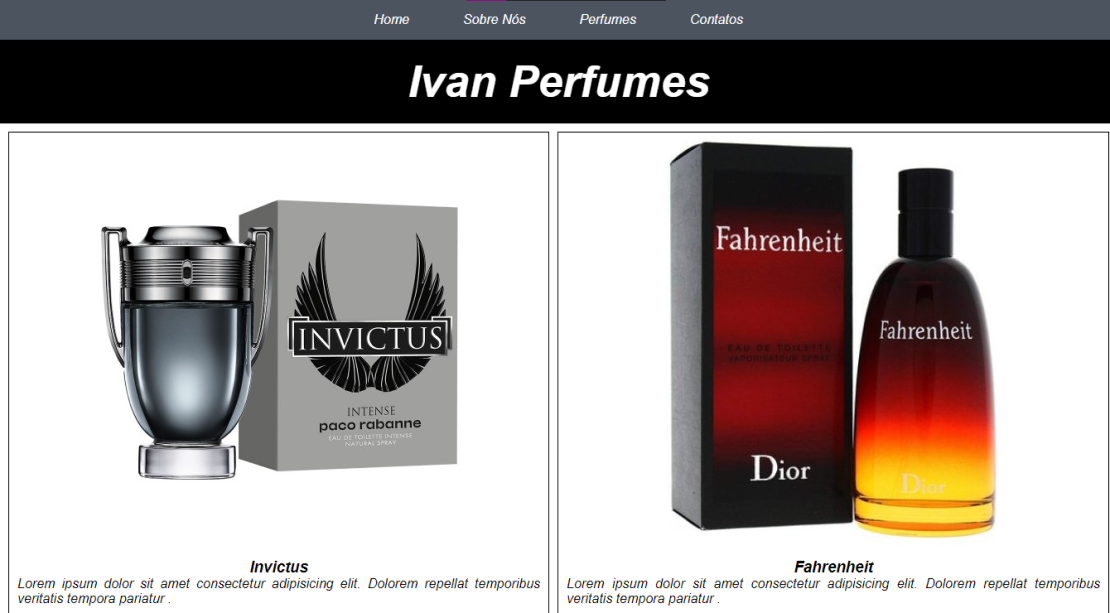 Home Sobre Nós Perfumes Contatos
Ivan Perfumes
INVICTUS
INTENSE
paco rabanne
EAU DE TOILETTE INTENSE
NATURAL SPRAY
Fahrenheit
EAU DE TOILETTE
VAPORISATEUR SPRAY
Dior
Fahrenheit
Dior
Invictus
Lorem ipsum dolor sit amet consectetur adipisicing elit. Dolorem repellat temporibus
veritatis tempora pariatur .
Fahrenheit
Lorem ipsum dolor sit amet consectetur adipisicing elit. Dolorem repellat temporibus
veritatis tempora pariatur .